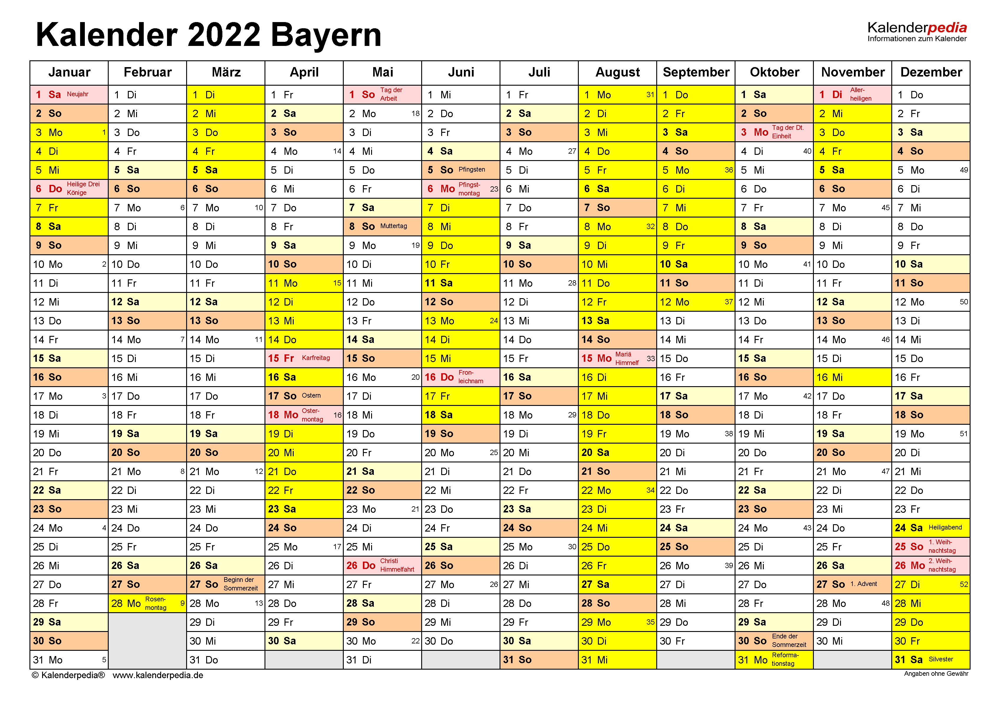 Kalender 2022 Bayern
Kalenderpedia
Informationen zum Kalender
Januar Februar März April Mai Juni Juli August September Oktober November Dezember
1 Sa Neujahr 1 Di 1 Di 1 Fr 1 So Tag der Arbeit 1 Mi 1 Fr 1 Mo 31 1 Do 1 Sa 1 Di Aller-heiligen 1 Do
2 So 2 Mi 2 Mi 2 Sa 2 Mo 18 2 Do 2 Sa 2 Di 2 Fr 2 So 2 Mi 2 Fr
3 Mo 1 3 Do 3 Do 3 So 3 Di 3 Fr 3 So 3 Mi 3 Sa 3 Mo Tag der Dt. Einheit 3 Do 3 Sa
4 Di 4 Fr 4 Fr 4 Mo 14 4 Mi 4 Sa 4 Mo 27 4 Do 4 So 4 Di 40 4 Fr 4 So
5 Mi 5 Sa 5 Sa 5 Di 5 Do 5 So Pfingsten 5 Di 5 Fr 5 Mo 36 5 Mi 5 Sa 5 Mo 49
6 Do Heilige Drei Könige 6 So 6 So 6 Mi 6 Fr 6 Mo Pfingst-montag 23 6 Mi 6 Sa 6 Di 6 Do 6 So 6 Di
7 Fr 7 Mo 6 7 Mo 10 7 Do 7 Sa 7 Di 7 Do 7 So 7 Mi 7 Fr 7 Mo 45 7 Mi
8 Sa 8 Di 8 Di 8 Fr 8 So Muttertag 8 Mi 8 Fr 8 Mo 32 8 Do 8 Sa 8 Di 8 Do
9 So 9 Mi 9 Mi 9 Sa 9 Mo 19 9 Do 9 Sa 9 Di 9 Fr 9 So 9 Mi 9 Fr
10 Mo 2 10 Do 10 Do 10 So 10 Di 10 Fr 10 So 10 Mi 10 Sa 10 Mo 41 10 Do 10 Sa
11 Di 11 Fr 11 Fr 11 Mo 15 11 Mi 11 Sa 11 Mo 28 11 Do 11 So 11 Di 11 Fr 11 So
12 Mi 12 Sa 12 Sa 12 Di 12 Do 12 So 12 Di 12 Fr 12 Mo 37 12 Mi 12 Sa 12 Mo 50
13 Do 13 So 13 So 13 Mi 13 Fr 13 Mo 24 13 Mi 13 Sa 13 Di 13 Do 13 So 13 Di
14 Fr 14 Mo 7 14 Mo 11 14 Do 14 Sa 14 Di 14 Do 14 So 14 Mi 14 Fr 14 Mo 46 14 Mi
15 Sa 15 Di 15 Di 15 Fr Karfreitag 15 So 15 Mi 15 Fr 15 Mo Mariä Himmelf 33 15 Do 15 Sa 15 Di 15 Do
16 So 16 Mi 16 Mi 16 Sa 16 Mo 20 16 Do Fron-leichnam 16 Sa 16 Di 16 Fr 16 So 16 Mi 16 Fr
17 Mo 3 17 Do 17 Do 17 So Ostern 17 Di 17 Fr 17 So 17 Mi 17 Sa 17 Mo 42 17 Do 17 Sa
18 Di 18 Fr 18 Fr 18 Mo Oster-montag 16 18 Mi 18 Sa 18 Mo 29 18 Do 18 So 18 Di 18 Fr 18 So
19 Mi 19 Sa 19 Sa 19 Di 19 Do 19 So 19 Di 19 Fr 19 Mo 38 19 Mi 19 Sa 19 Mo 51
20 Do 20 So 20 So 20 Mi 20 Fr 20 Mo 25 20 Mi 20 Sa 20 Di 20 Do 20 So 20 Di
21 Fr 21 Mo 8 21 Mo 12 21 Do 21 Sa 21 Di 21 Do 21 So 21 Mi 21 Fr 21 Mo 47 21 Mi
22 Sa 22 Di 22 Di 22 Fr 22 So 22 Mi 22 Fr 22 Mo 34 22 Do 22 Sa 22 Di 22 Do
23 So 23 Mi 23 Mi 23 Sa 23 Mo 21 23 Do 23 Sa 23 Di 23 Fr 23 So 23 Mi 23 Fr
24 Mo 4 24 Do 24 Do 24 So 24 Di 24 Fr 24 So 24 Mi 24 Sa 24 Mo 43 24 Do 24 Sa Heiligabend
25 Di 25 Fr 25 Fr 25 Mo 17 25 Mi 25 Sa 25 Mo 30 25 Do 25 So 25 Di 25 Fr 25 So 1. Weih-nachtstag
26 Mi 26 Sa 26 Sa 26 Di 26 Do Christi Himmelfahrt 26 So 26 Di 26 Fr 26 Mo 39 26 Mi 26 Sa 26 Mo 2. Weih-nachtstag
27 Do 27 So 27 So Beginn der Sommerzeit 27 Mi 27 Fr 27 Mo 26 27 Mi 27 Sa 27 Di 27 Do 27 So 1. Advent 27 Di 52
28 Fr 28 Mo Rosen-montag 9 28 Mo 13 28 Do 28 Sa 28 Di 28 Do 28 So 28 Mi 28 Fr 28 Mo 48 28 Mi
29 Sa 29 Di 29 Fr 29 So 29 Mi 29 Fr 29 Mo 35 29 Do 29 Sa 29 Di 29 Do
30 So 30 Mi 30 Sa 30 Mo 22 30 Do 30 Sa 30 Di 30 Fr 30 So Ende der Sommerzeit 30 Mi 30 Fr
31 Mo 5 31 Do 31 Di 31 So 31 Mi 31 Mo Reforma-tionstag 31 Sa Silvester
© Kalenderpedia® www.kalenderpedia.de
Angaben ohne Gewähr